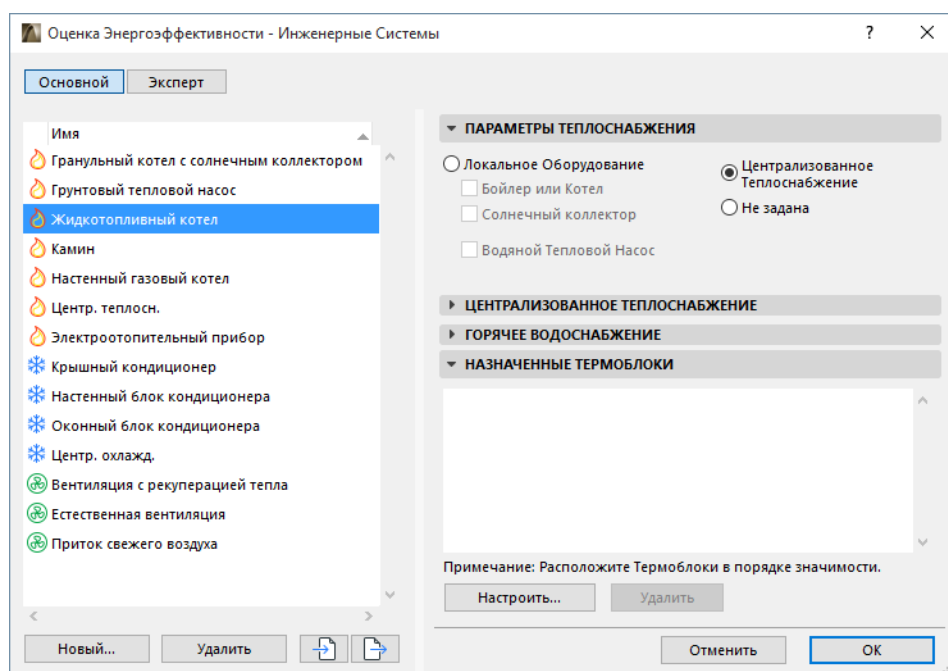 Оценка Энергоэффективности - Инженерные Системы
?
Основной
Эксперт
Имя
Гранульный котел с солнечным коллектором
Грунтовый тепловой насос
Жидкотопливный котел
Камин
Настенный газовый котел
Центр. теплосн.
Электроотопительный прибор
Крышный кондиционер
Настенный блок кондиционера
Оконный блок кондиционера
Центр. охлажд.
Вентиляция с рекуперацией тепла
Естественная вентиляция
Приток свежего воздуха
Новый...
Удалить
ПАРАМЕТРЫ ТЕПЛОСНАБЖЕНИЯ
Локальное Оборудование
Бойлер или Котел
Солнечный коллектор
Водяной Тепловой Насос
Централизованное
Теплоснабжение
Не задана
ЦЕНТРАЛИЗОВАННОЕ ТЕПЛОСНАБЖЕНИЕ
ГОРЯЧЕЕ ВОДОСНАБЖЕНИЕ
НАЗНАЧЕННЫЕ ТЕРМОБЛОКИ
Примечание: Расположите Термоблоки в порядке значимости.
Настроить...
Удалить
Отменить
OK